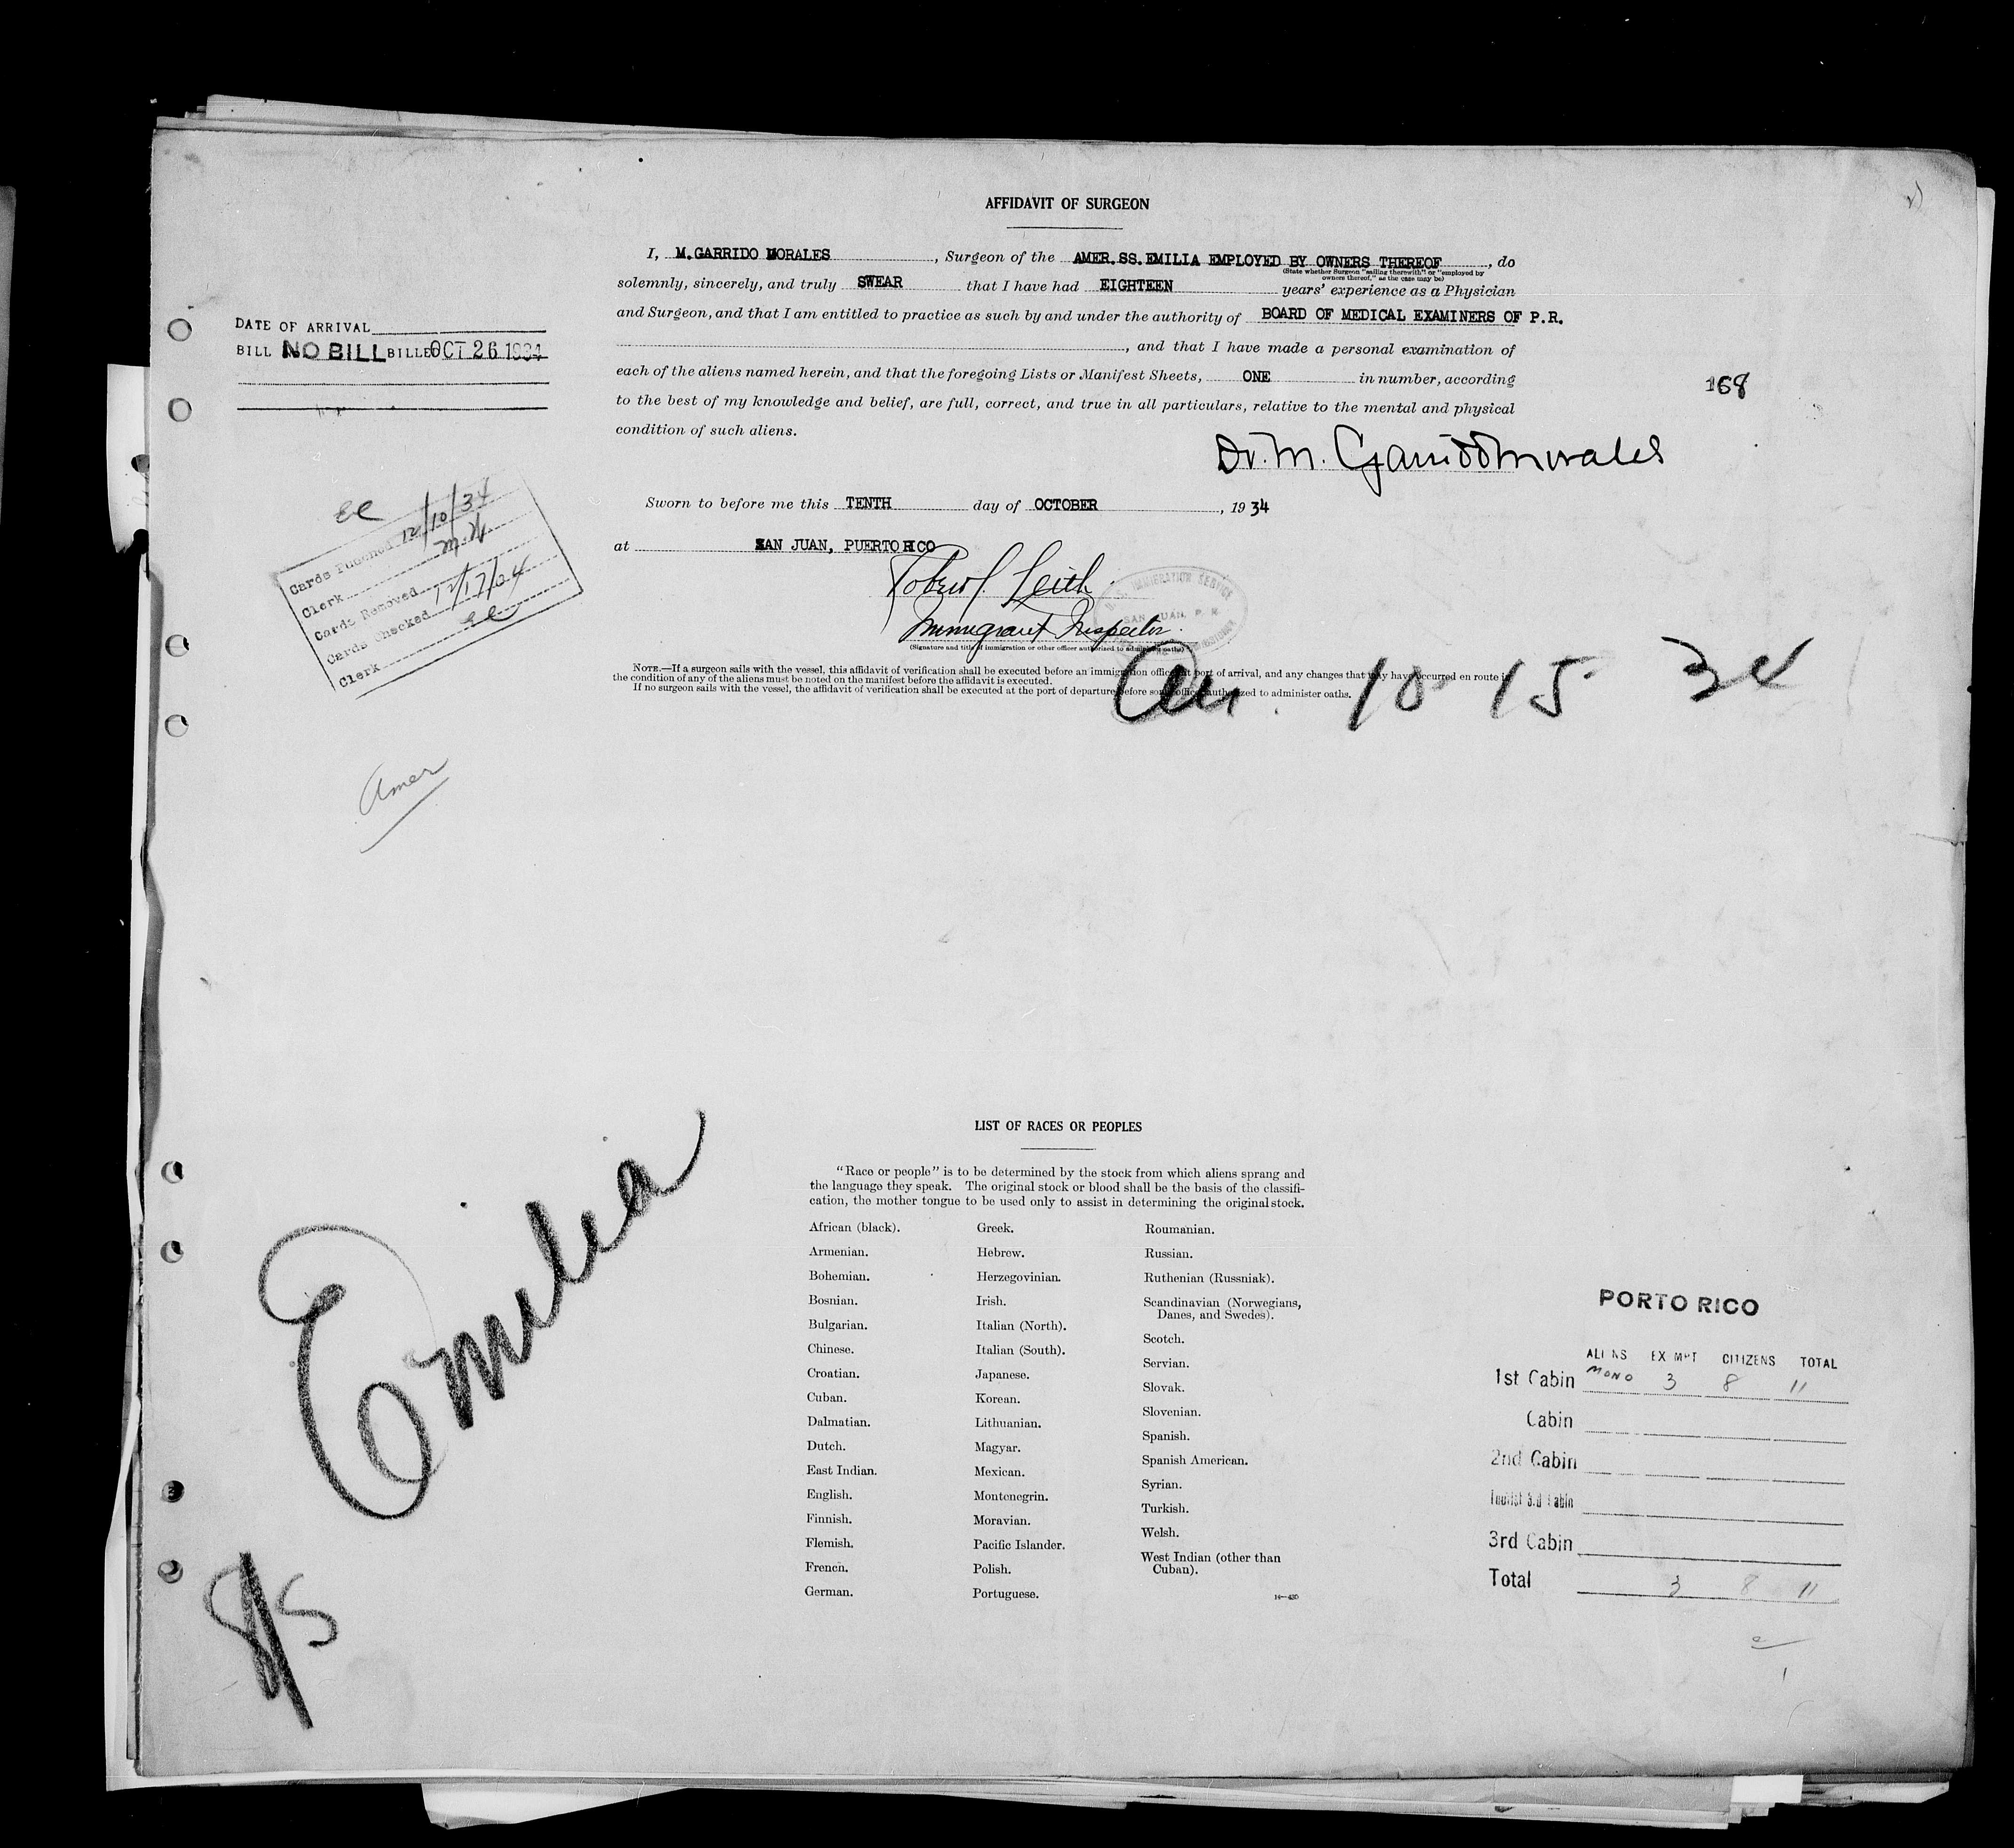 AFFIDAVIT OF SURGEON
I, M. GARRIDO MORALES, Surgeon of the AMER. SS. EMILIA EMPLOYED BY OWNERS THEREOF, do
(State whether Surgeon "sailing therewith" or "employed by
owners thereof," as the case may be)
solemnly, sincerely, and truly SWEAR that I have had EIGHTEEN years' experience as a Physician
and Surgeon, and that I am entitled to practice as such by and under the authority of BOARD OF MEDICAL EXAMINERS OF P.R.
, and that I have made a personal examination of
each of the aliens named herein, and that the foregoing Lists or Manifest Sheets, ONE in number, according
to the best of my knowledge and belief, are full, correct, and true in all particulars, relative to the mental and physical
condition of such aliens.
Dr. M. Garrido Morales
Sworn to before me this TENTH day of OCTOBER, 1934
at SAN JUAN, PUERTO RICO
Robert J. Leith
Immigrant Inspector.
(Signature and title of immigration or other officer authorized to administer oaths)
IMMIGRATION SERVICE
SAN JUAN, P. R.
NOTE.—If a surgeon sails with the vessel, this affidavit of verification shall be executed before an immigration officer at port of arrival, and any changes that may have occurred en route in
the condition of any of the aliens must be noted on the manifest before the affidavit is executed.
If no surgeon sails with the vessel, the affidavit of verification shall be executed at the port of departure before some officer authorized to administer oaths.
168
10 15 34
DATE OF ARRIVAL
BILL NO BILL BILLED OCT 26 1934
ee
Cards Punched 12/10/34
Clerk M.W
Cards Removed
Cards Checked 12/17/24
Clerk ee
Amer
Emilia
8/5
LIST OF RACES OR PEOPLES
"Race or people" is to be determined by the stock from which aliens sprang and
the language they speak. The original stock or blood shall be the basis of the classifi-
cation, the mother tongue to be used only to assist in determining the original stock.
African (black).
Armenian.
Bohemian.
Bosnian.
Bulgarian.
Chinese.
Croatian.
Cuban.
Dalmatian.
Dutch.
East Indian.
English.
Finnish.
Flemish.
French.
German.
Greek.
Hebrew.
Herzegovinian.
Irish.
Italian (North).
Italian (South).
Japanese.
Korean.
Lithuanian.
Magyar.
Mexican.
Montenegrin.
Moravian.
Pacific Islander.
Polish.
Portuguese.
Roumanian.
Russian.
Ruthenian (Russniak).
Scandinavian (Norwegians,
Danes, and Swedes).
Scotch.
Servian.
Slovak.
Slovenian.
Spanish.
Spanish American.
Syrian.
Turkish.
Welsh.
West Indian (other than
Cuban).
14—430
PORTO RICO
ALIENS EXEMPT CITIZENS TOTAL
1st Cabin NONO 3 8 11
Cabin
2nd Cabin
Tourist 3rd Cabin
3rd Cabin
Total 3 8 11